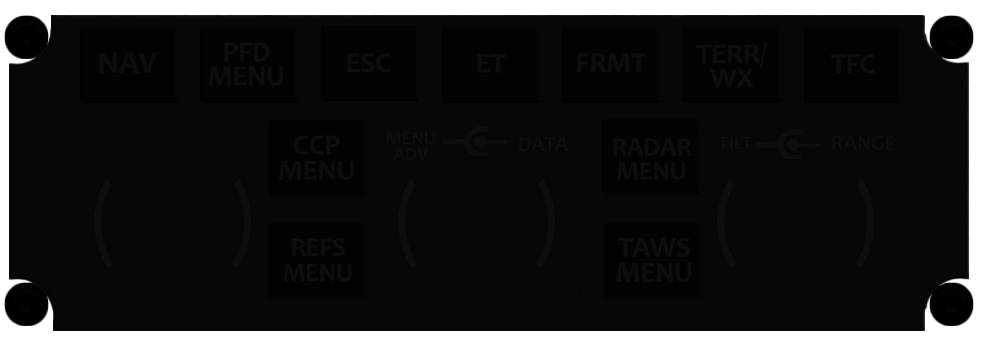 NAV
PFD
MENU
ESC
ET
FRMT
TERR/
WX
TFC
CCP
MENU
MENU
ADV
DATA
RADAR
MENU
TILT
RANGE
REFS
MENU
TAWS
MENU